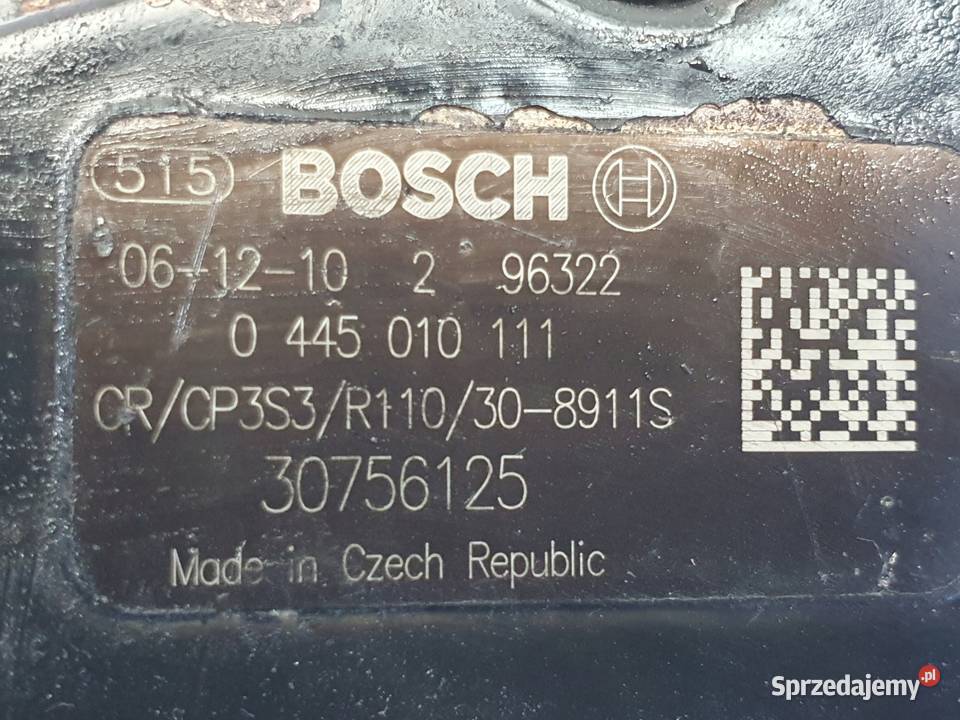 515 BOSCH
06-12-10 2 96322
0 445 010 111
CR/CP3S3/R110/30-8911S
30756125
Made in Czech Republic
Sprzedajemy.pl